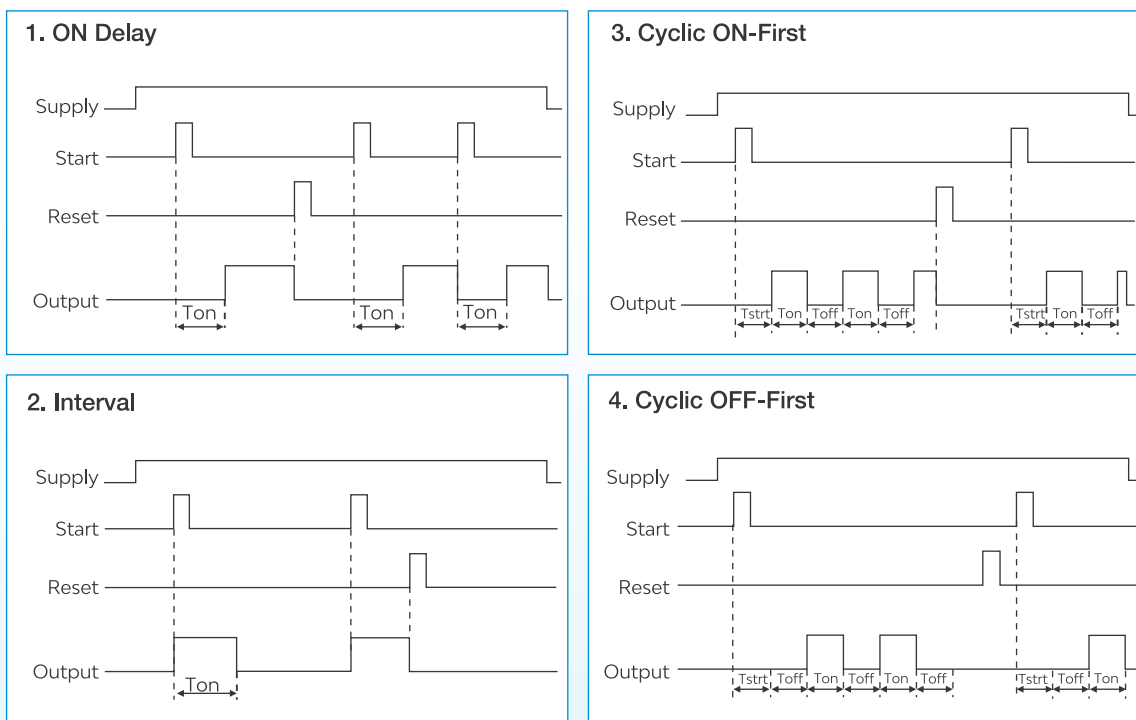 1. ON Delay
Supply
Start
Reset
Output
Ton
Ton
Ton
2. Interval
Supply
Start
Reset
Output
Ton
3. Cyclic ON-First
Supply
Start
Reset
Output
Tstrt Ton Toff Ton Toff Tstrt Ton Toff
4. Cyclic OFF-First
Supply
Start
Reset
Output
Tstrt Toff Ton Toff Ton Toff Tstrt Toff Ton